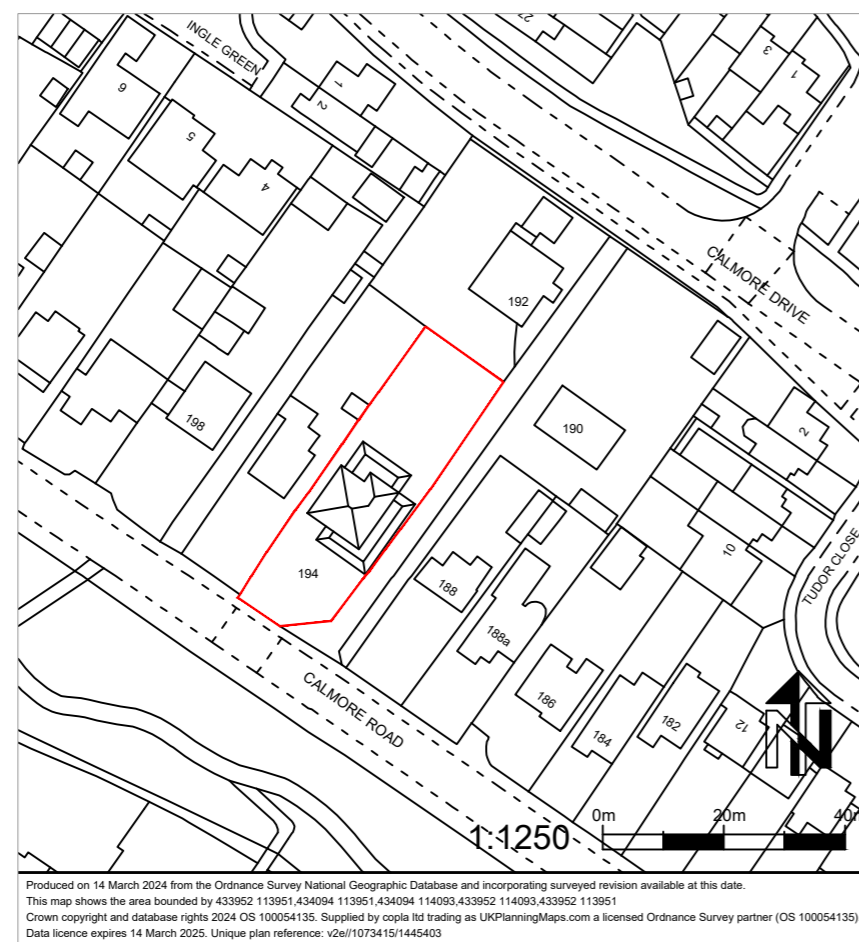 INGLE GREEN
27
3
1
6
1
2
5
4
CALMORE DRIVE
192
198
190
2
194
188
10
TUDOR CLOSE
188a
186
CALMORE ROAD
184
182
12
N
1:1250
0m
20m
40m
Produced on 14 March 2024 from the Ordnance Survey National Geographic Database and incorporating surveyed revision available at this date.
This map shows the area bounded by 433952 113951,434094 113951,434094 114093,433952 114093,433952 113951
Crown copyright and database rights 2024 OS 100054135. Supplied by copla ltd trading as UKPlanningMaps.com a licensed Ordnance Survey partner (OS 100054135).
Data licence expires 14 March 2025. Unique plan reference: v2e//1073415/1445403